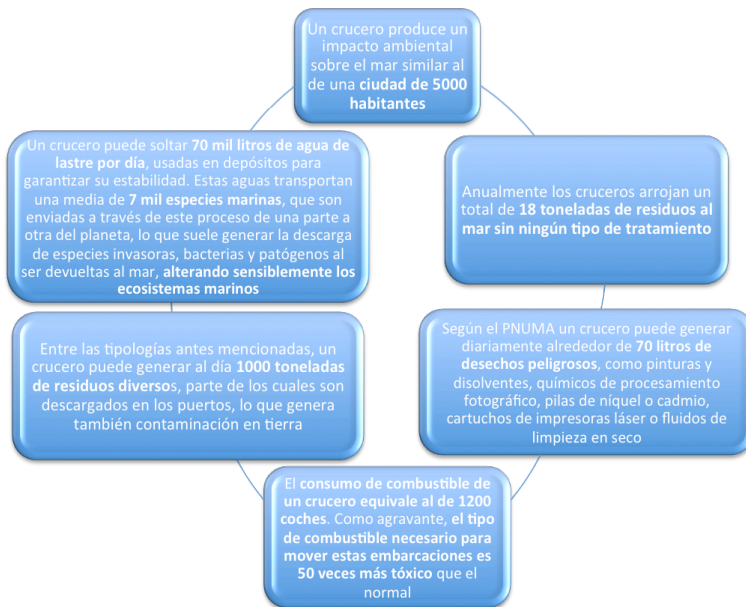 Un crucero produce un
impacto ambiental
sobre el mar similar al
de una ciudad de 5000
habitantes
Anualmente los cruceros arrojan un
total de 18 toneladas de residuos al
mar sin ningún tipo de tratamiento
Según el PNUMA un crucero puede generar
diariamente alrededor de 70 litros de
desechos peligrosos, como pinturas y
disolventes, químicos de procesamiento
fotográfico, pilas de níquel o cadmio,
cartuchos de impresoras láser o fluidos de
limpieza en seco
El consumo de combustible de
un crucero equivale al de 1200
coches. Como agravante, el tipo
de combustible necesario para
mover estas embarcaciones es
50 veces más tóxico que el
normal
Entre las tipologías antes mencionadas, un
crucero puede generar al día 1000 toneladas
de residuos diversos, parte de los cuales son
descargados en los puertos, lo que genera
también contaminación en tierra
Un crucero puede soltar 70 mil litros de agua de
lastre por día, usadas en depósitos para
garantizar su estabilidad. Estas aguas transportan
una media de 7 mil especies marinas, que son
enviadas a través de este proceso de una parte a
otra del planeta, lo que suele generar la descarga
de especies invasoras, bacterias y patógenos al
ser devueltas al mar, alterando sensiblemente los
ecosistemas marinos